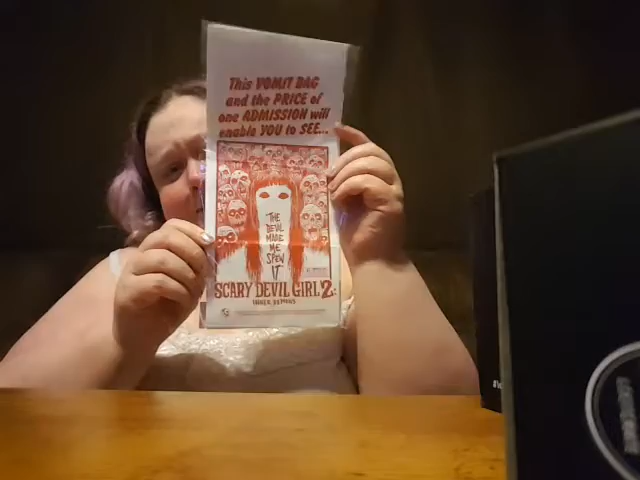 This VOMIT BAG
and the PRICE of
one ADMISSION will
enable YOU to SEE...
THE
DEVIL
MADE
ME
SPEW
IT
SCARY DEVIL GIRL 2:
INNER DEMONS